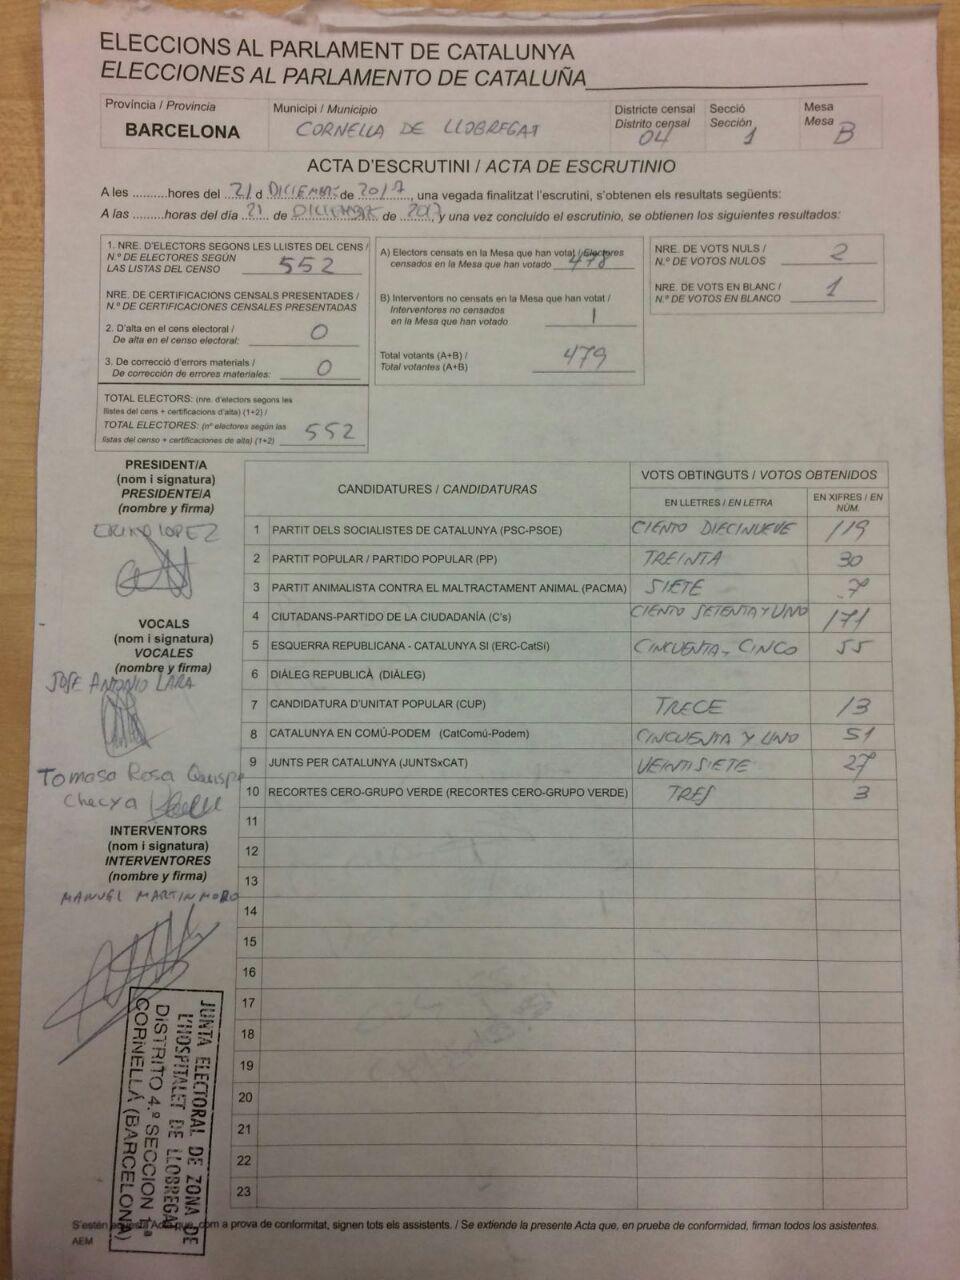 ELECCIONS AL PARLAMENT DE CATALUNYA
ELECCIONES AL PARLAMENTO DE CATALUÑA
Província / Provincia
BARCELONA
Municipi / Municipio
CORNELLA DE LLOBREGAT
Districte censal
Distrito censal
04
Secció
Sección
1
Mesa
Mesa
B
ACTA D'ESCRUTINI / ACTA DE ESCRUTINIO
A les ..........hores del 21 d DICIEMBRE de 2017, una vegada finalitzat l'escrutini, s'obtenen els resultats següents:
A las ..........horas del día 21 de DICIEMBRE de 2017 y una vez concluido el escrutinio, se obtienen los siguientes resultados:
1. NRE. D'ELECTORS SEGONS LES LLISTES DEL CENS /
N.º DE ELECTORES SEGÚN
LAS LISTAS DEL CENSO 552
NRE. DE CERTIFICACIONS CENSALS PRESENTADES /
N.º DE CERTIFICACIONES CENSALES PRESENTADAS
2. D'alta en el cens electoral /
De alta en el censo electoral: 0
3. De correcció d'errors materials /
De corrección de errores materiales: 0
TOTAL ELECTORS: (nre. d'electors segons les
llistes del cens + certificacions d'alta) (1+2) /
TOTAL ELECTORES: (nº electores según las
listas del censo + certificaciones de alta) (1+2) 552
A) Electors censats en la Mesa que han votat / Electores
censados en la Mesa que han votado 478
B) Interventors no censats en la Mesa que han votat /
Interventores no censados
en la Mesa que han votado 1
Total votants (A+B) /
Total votantes (A+B) 479
NRE. DE VOTS NULS /
N.º DE VOTOS NULOS 2
NRE. DE VOTS EN BLANC /
N.º DE VOTOS EN BLANCO 1
PRESIDENT/A
(nom i signatura)
PRESIDENTE/A
(nombre y firma)
LOPEZ
VOCALS
(nom i signatura)
VOCALES
(nombre y firma)
JOSE ANTONIO LARA
Tomasa Rosa Quispe
Checya
INTERVENTORS
(nom i signatura)
INTERVENTORES
(nombre y firma)
MANUEL MARTIN MORO
CANDIDATURES / CANDIDATURAS
VOTS OBTINGUTS / VOTOS OBTENIDOS
EN LLETRES / EN LETRA
EN XIFRES / EN NÚM.
1 PARTIT DELS SOCIALISTES DE CATALUNYA (PSC-PSOE) CIENTO DIECINUEVE 119
2 PARTIT POPULAR / PARTIDO POPULAR (PP) TREINTA 30
3 PARTIT ANIMALISTA CONTRA EL MALTRACTAMENT ANIMAL (PACMA) SIETE 7
4 CIUTADANS-PARTIDO DE LA CIUDADANÍA (C's) CIENTO SETENTA Y UNO 171
5 ESQUERRA REPUBLICANA - CATALUNYA SI (ERC-CatSí) CINCUENTA-CINCO 55
6 DIÀLEG REPUBLICÀ (DIÀLEG)
7 CANDIDATURA D'UNITAT POPULAR (CUP) TRECE 13
8 CATALUNYA EN COMÚ-PODEM (CatComú-Podem) CINCUENTA Y UNO 51
9 JUNTS PER CATALUNYA (JUNTSxCAT) VEINTISIETE 27
10 RECORTES CERO-GRUPO VERDE (RECORTES CERO-GRUPO VERDE) TRES 3
11
12
13
14
15
16
17
18
19
20
21
22
23
JUNTA ELECTORAL DE ZONA DE
L'HOSPITALET DE LLOBREGAT
DISTRITO 4.º SECCION 1.ª
CORNELLÁ (BARCELONA)
S'estén aquesta Acta que, com a prova de conformitat, signen tots els assistents. / Se extiende la presente Acta que, en prueba de conformidad, firman todos los asistentes.
AEM